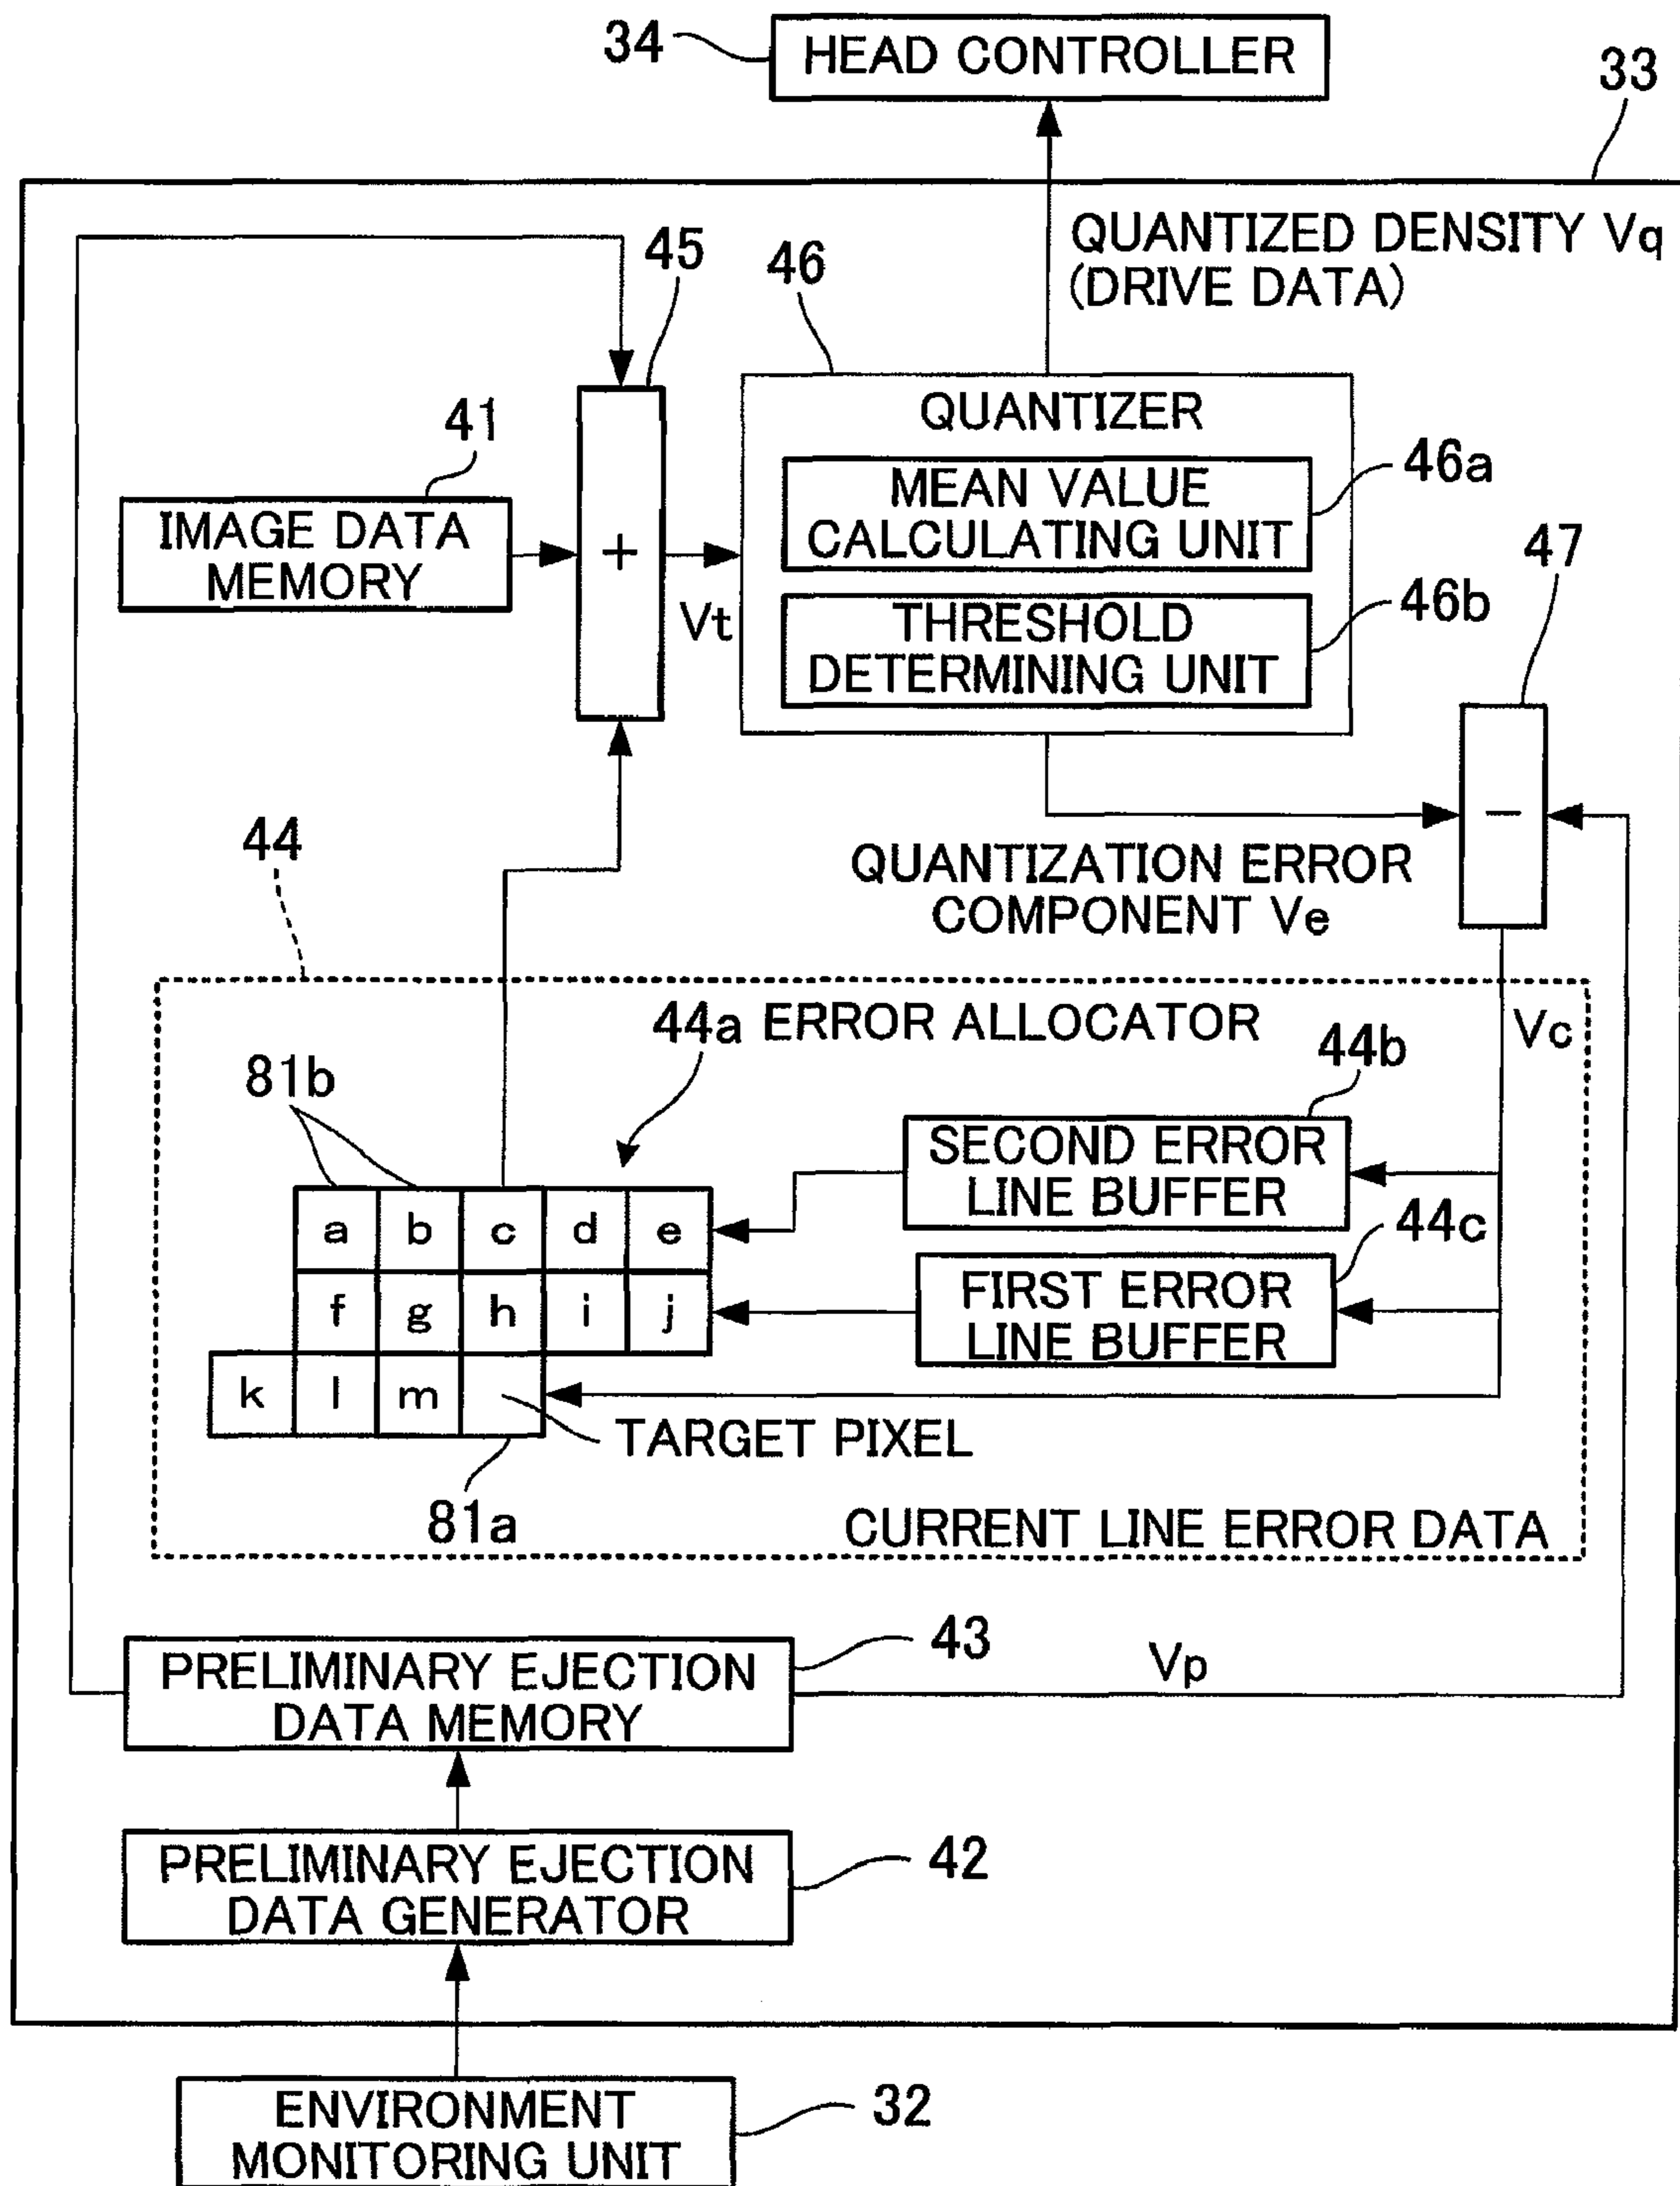 34
HEAD CONTROLLER
33
QUANTIZED DENSITY Vq
(DRIVE DATA)
45
46
41
QUANTIZER
IMAGE DATA
MEMORY
+
Vt
MEAN VALUE
CALCULATING UNIT
46a
THRESHOLD
DETERMINING UNIT
46b
47
−
QUANTIZATION ERROR
COMPONENT Ve
44
44a ERROR ALLOCATOR
Vc
81b
44b
SECOND ERROR
LINE BUFFER
44c
FIRST ERROR
LINE BUFFER
a b c d e
f g h i j
k l m
TARGET PIXEL
81a
CURRENT LINE ERROR DATA
PRELIMINARY EJECTION
DATA MEMORY
43
Vp
PRELIMINARY EJECTION
DATA GENERATOR
42
ENVIRONMENT
MONITORING UNIT
32